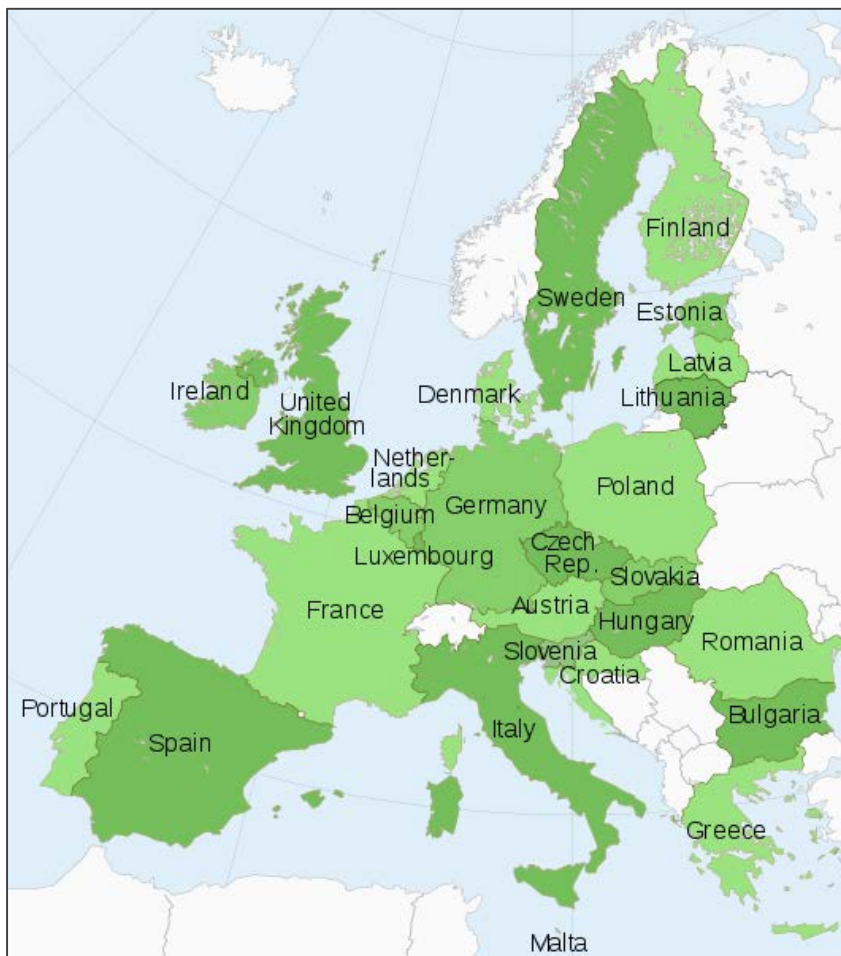 Finland
Sweden
Estonia
Latvia
Lithuania
Denmark
Ireland
United
Kingdom
Nether-
lands
Poland
Germany
Belgium
Czech
Rep.
Luxembourg
Slovakia
Austria
France
Hungary
Romania
Slovenia
Croatia
Portugal
Bulgaria
Spain
Italy
Greece
Malta